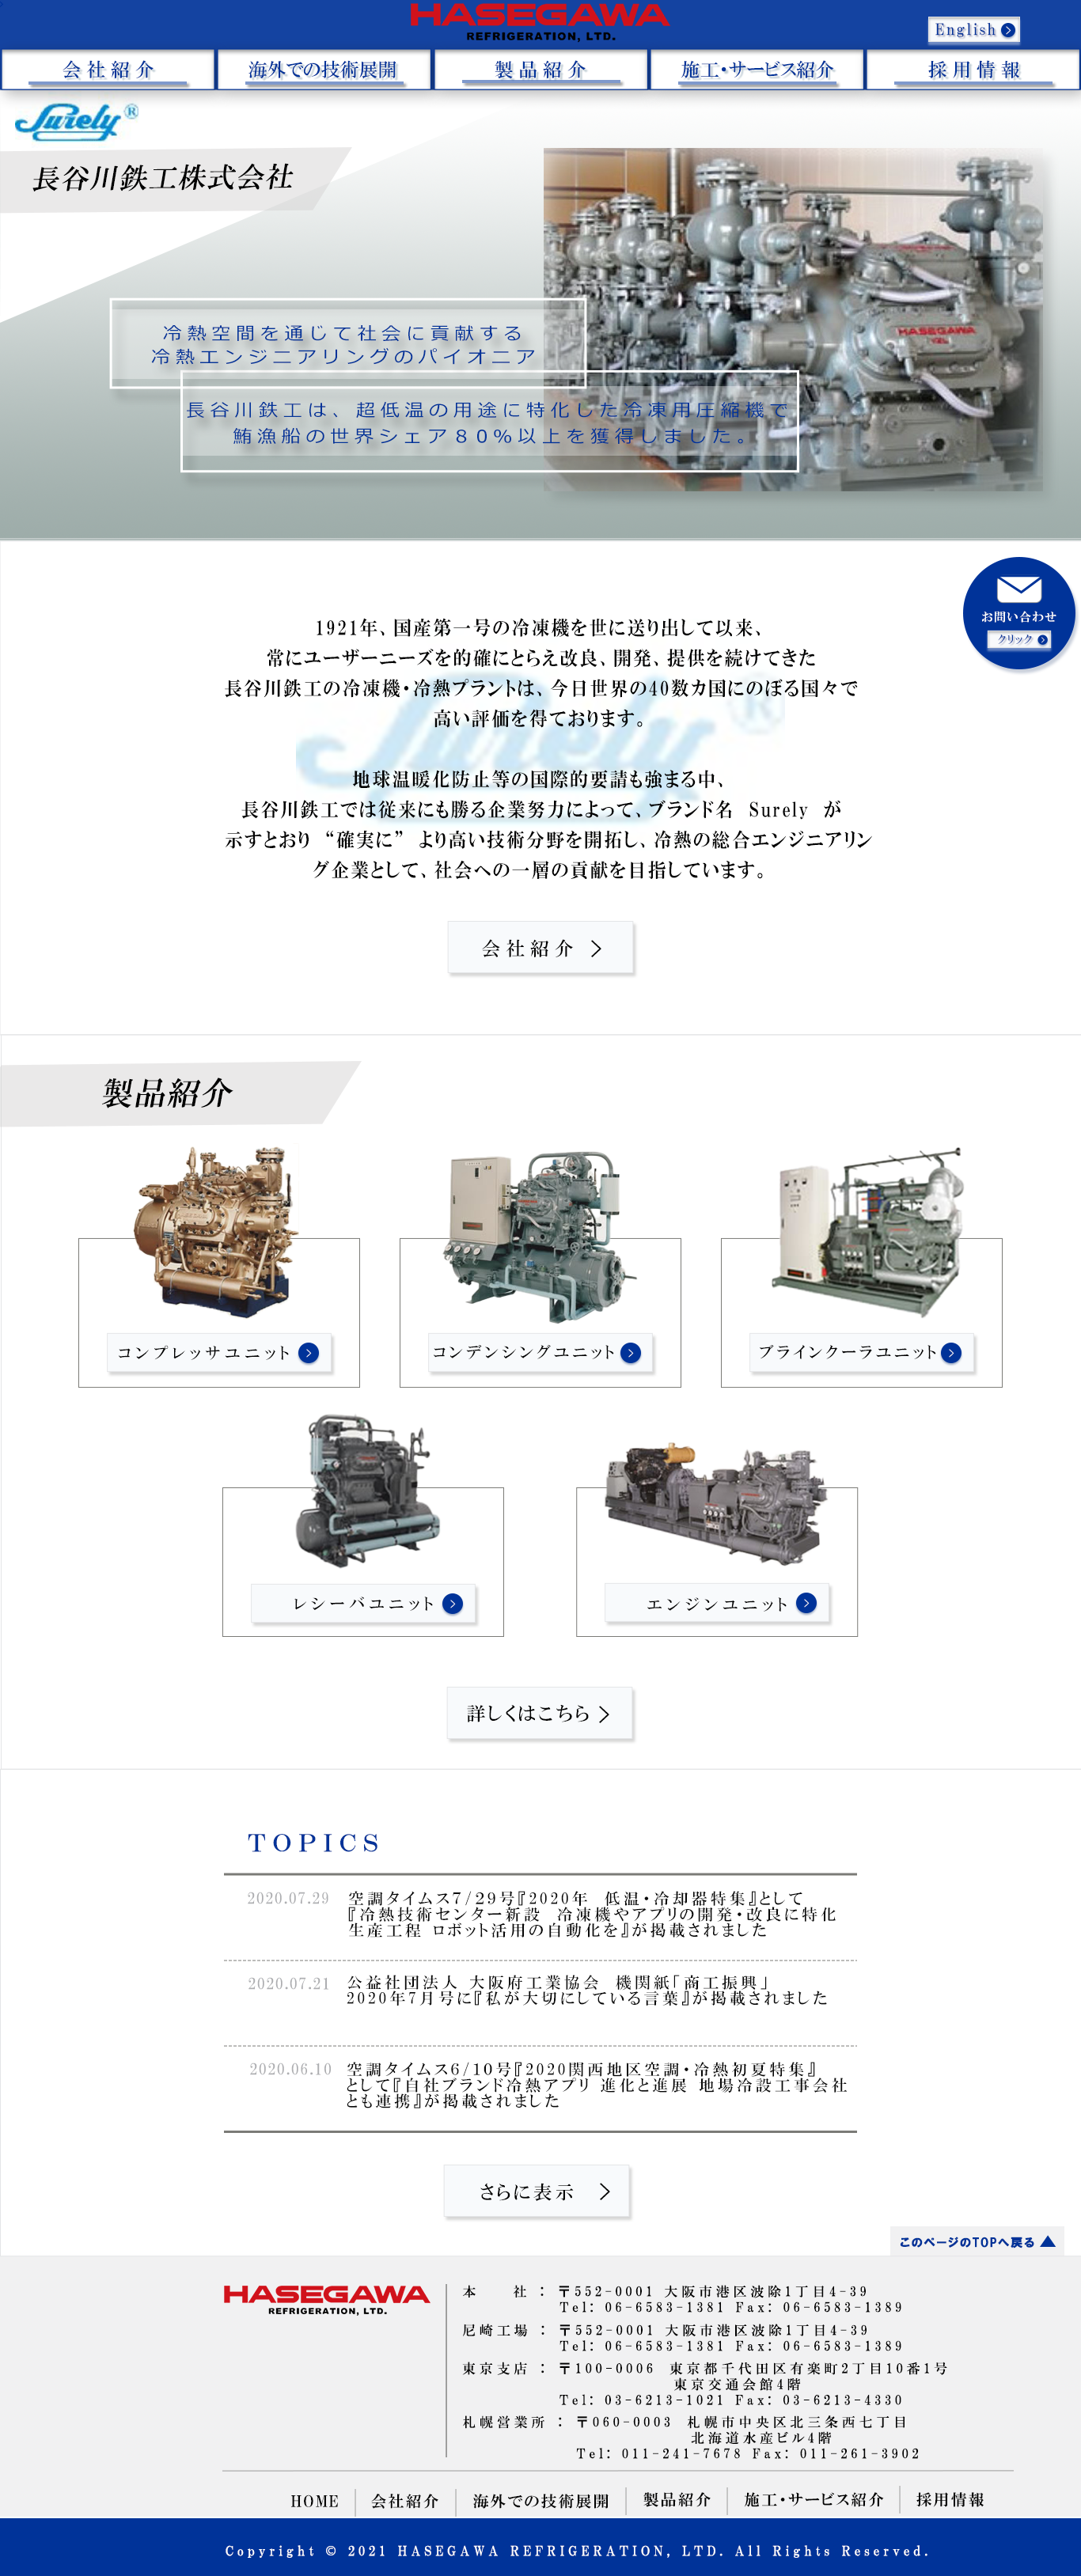 HASEGAWA
REFRIGERATION, LTD.
English
会社紹介
海外での技術展開
製品紹介
施工・サービス紹介
採用情報
Surely®
長谷川鉄工株式会社
HASEGAWA
冷熱空間を通じて社会に貢献する
冷熱エンジニアリングのパイオニア
長谷川鉄工は、超低温の用途に特化した冷凍用圧縮機で
鮪漁船の世界シェア80%以上を獲得しました。
お問い合わせ
クリック
1921年、国産第一号の冷凍機を世に送り出して以来、
常にユーザーニーズを的確にとらえ改良、開発、提供を続けてきた
長谷川鉄工の冷凍機・冷熱プラントは、今日世界の40数カ国にのぼる国々で
高い評価を得ております。
Surely®
地球温暖化防止等の国際的要請も強まる中、
長谷川鉄工では従来にも勝る企業努力によって、ブランド名 Surely が
示すとおり “確実に” より高い技術分野を開拓し、冷熱の総合エンジニアリン
グ企業として、社会への一層の貢献を目指しています。
会社紹介
製品紹介
コンプレッサユニット
コンデンシングユニット
ブラインクーラユニット
レシーバユニット
エンジンユニット
詳しくはこちら
TOPICS
2020.07.29 空調タイムス7/29号『2020年 低温・冷却器特集』として
『冷熱技術センター新設 冷凍機やアプリの開発・改良に特化
生産工程 ロボット活用の自動化を』が掲載されました
2020.07.21 公益社団法人 大阪府工業協会 機関紙「商工振興」
2020年7月号に『私が大切にしている言葉』が掲載されました
2020.06.10 空調タイムス6/10号『2020関西地区空調・冷熱初夏特集』
として『自社ブランド冷熱アプリ 進化と進展 地場冷設工事会社
とも連携』が掲載されました
さらに表示
このページのTOPへ戻る
HASEGAWA
REFRIGERATION, LTD.
本 社 : 〒552-0001 大阪市港区波除1丁目4-39
Tel: 06-6583-1381 Fax: 06-6583-1389
尼崎工場 : 〒552-0001 大阪市港区波除1丁目4-39
Tel: 06-6583-1381 Fax: 06-6583-1389
東京支店 : 〒100-0006 東京都千代田区有楽町2丁目10番1号
東京交通会館4階
Tel: 03-6213-1021 Fax: 03-6213-4330
札幌営業所 : 〒060-0003 札幌市中央区北三条西七丁目
北海道水産ビル4階
Tel: 011-241-7678 Fax: 011-261-3902
HOME
会社紹介
海外での技術展開
製品紹介
施工・サービス紹介
採用情報
Copyright © 2021 HASEGAWA REFRIGERATION, LTD. All Rights Reserved.